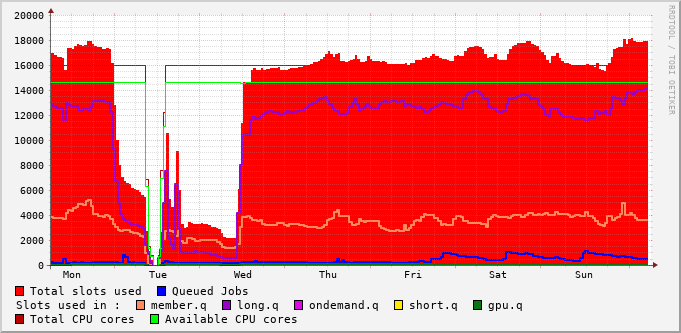 20000
18000
16000
14000
12000
10000
8000
6000
4000
2000
0
Mon Tue Wed Thu Fri Sat Sun
RRDTOOL / TOBI OETIKER
Total slots used Queued Jobs
Slots used in : member.q long.q ondemand.q short.q gpu.q
Total CPU cores Available CPU cores